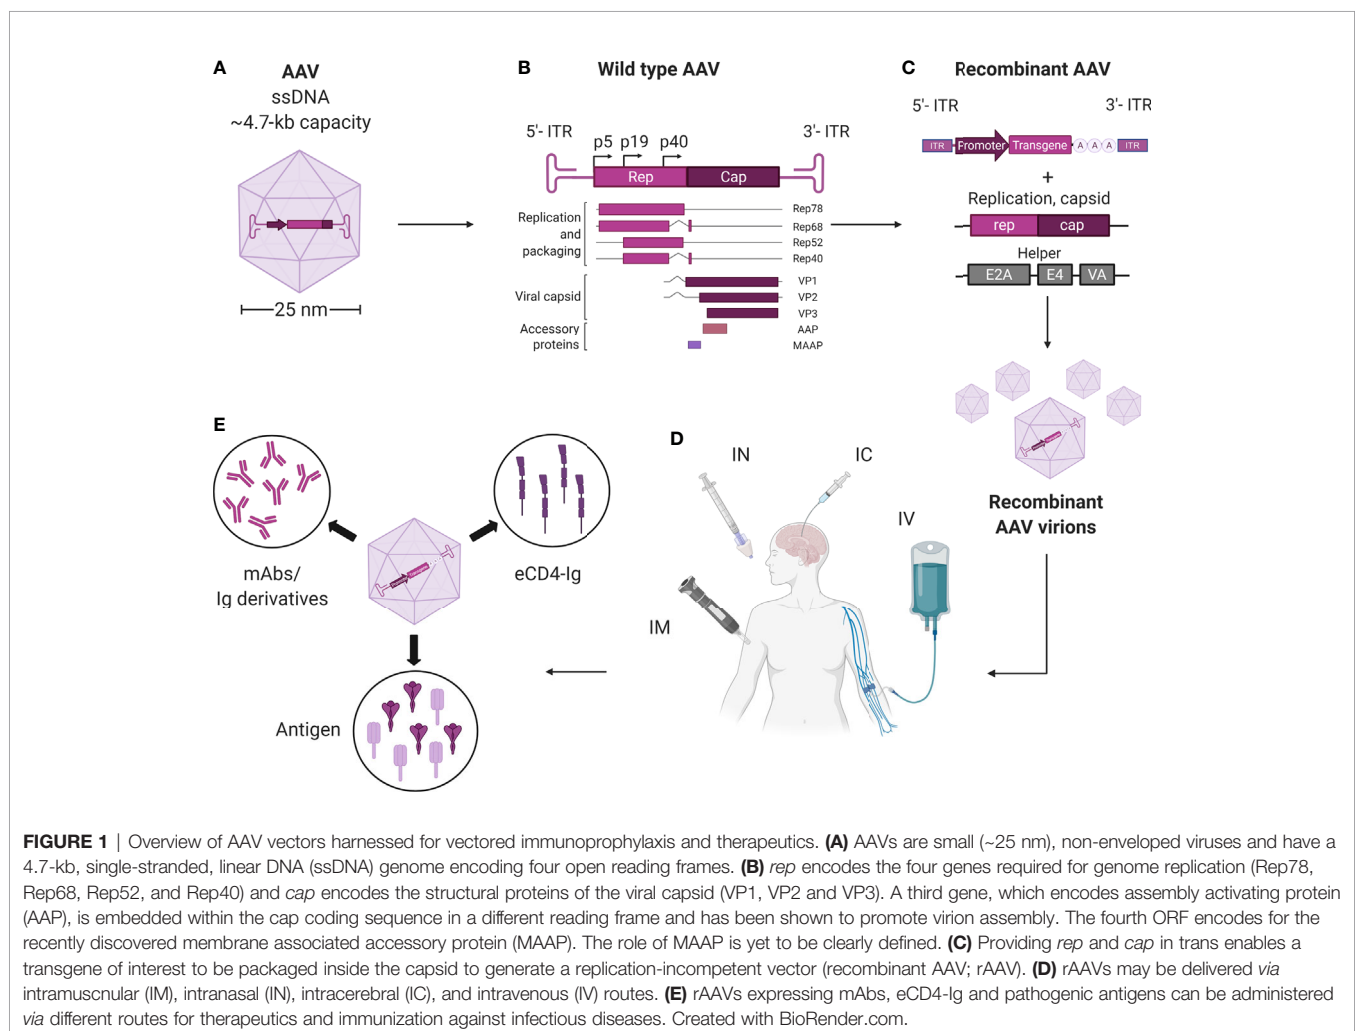 A
AAV
ssDNA
~4.7-kb capacity
25 nm
B
Wild type AAV
5'- ITR
3'- ITR
p5
p19
p40
Rep
Cap
Replication
and
packaging
Rep78
Rep68
Rep52
Rep40
Viral capsid
VP1
VP2
VP3
Accessory
proteins
AAP
MAAP
C
Recombinant AAV
5'- ITR
3'- ITR
ITR
Promoter
Transgene
A A A
ITR
+
Replication, capsid
rep
cap
Helper
E2A
E4
VA
Recombinant
AAV virions
D
IN
IC
IV
IM
E
mAbs/
Ig derivatives
eCD4-Ig
Antigen
FIGURE 1 | Overview of AAV vectors harnessed for vectored immunoprophylaxis and therapeutics. (A) AAVs are small (~25 nm), non-enveloped viruses and have a
4.7-kb, single-stranded, linear DNA (ssDNA) genome encoding four open reading frames. (B) rep encodes the four genes required for genome replication (Rep78,
Rep68, Rep52, and Rep40) and cap encodes the structural proteins of the viral capsid (VP1, VP2 and VP3). A third gene, which encodes assembly activating protein
(AAP), is embedded within the cap coding sequence in a different reading frame and has been shown to promote virion assembly. The fourth ORF encodes for the
recently discovered membrane associated accessory protein (MAAP). The role of MAAP is yet to be clearly defined. (C) Providing rep and cap in trans enables a
transgene of interest to be packaged inside the capsid to generate a replication-incompetent vector (recombinant AAV; rAAV). (D) rAAVs may be delivered via
intramuscnular (IM), intranasal (IN), intracerebral (IC), and intravenous (IV) routes. (E) rAAVs expressing mAbs, eCD4-Ig and pathogenic antigens can be administered
via different routes for therapeutics and immunization against infectious diseases. Created with BioRender.com.